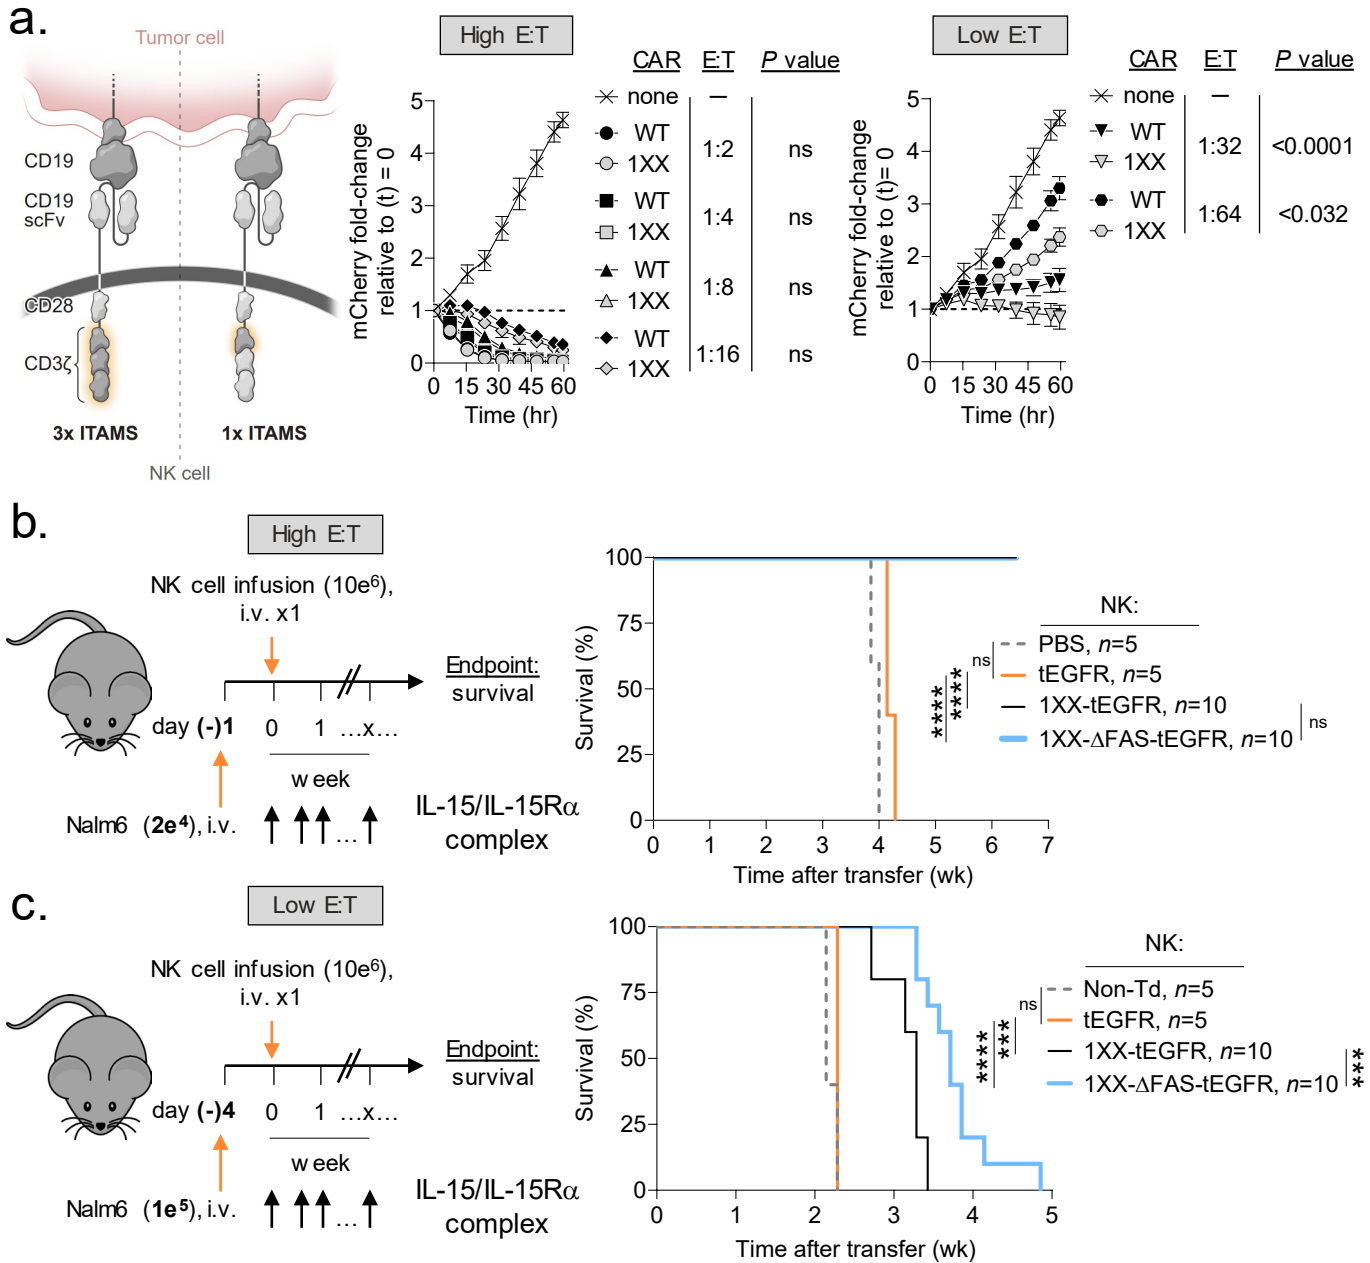 a.
Tumor cell
CD19
CD19
scFv
CD28
CD3ζ
3x ITAMS
1x ITAMS
NK cell
High E:T
mCherry fold-change
relative to (t) = 0
5
4
3
2
1
0
0 15 30 45 60
Time (hr)
CAR E:T P value
none —
WT
1XX
1:2 ns
WT
1XX
1:4 ns
WT
1XX
1:8 ns
WT
1XX
1:16 ns
Low E:T
mCherry fold-change
relative to (t)= 0
5
4
3
2
1
0
0 15 30 45 60
Time (hr)
CAR E:T P value
none —
WT
1XX
1:32 <0.0001
WT
1XX
1:64 <0.032
b.
High E:T
NK cell infusion (10e⁶),
i.v. x1
day (-)1 0 1 ...x...
week
Nalm6 (2e⁴), i.v.
...
IL-15/IL-15Rα
complex
Endpoint:
survival
Survival (%)
100
75
50
25
0
0 1 2 3 4 5 6 7
Time after transfer (wk)
NK:
PBS, n=5
tEGFR, n=5
1XX-tEGFR, n=10
1XX-ΔFAS-tEGFR, n=10
ns
****
****
ns
c.
Low E:T
NK cell infusion (10e⁶),
i.v. x1
day (-)4 0 1 ...x...
week
Nalm6 (1e⁵), i.v.
...
IL-15/IL-15Rα
complex
Endpoint:
survival
Survival (%)
100
75
50
25
0
0 1 2 3 4 5
Time after transfer (wk)
NK:
Non-Td, n=5
tEGFR, n=5
1XX-tEGFR, n=10
1XX-ΔFAS-tEGFR, n=10
ns
***
****
***